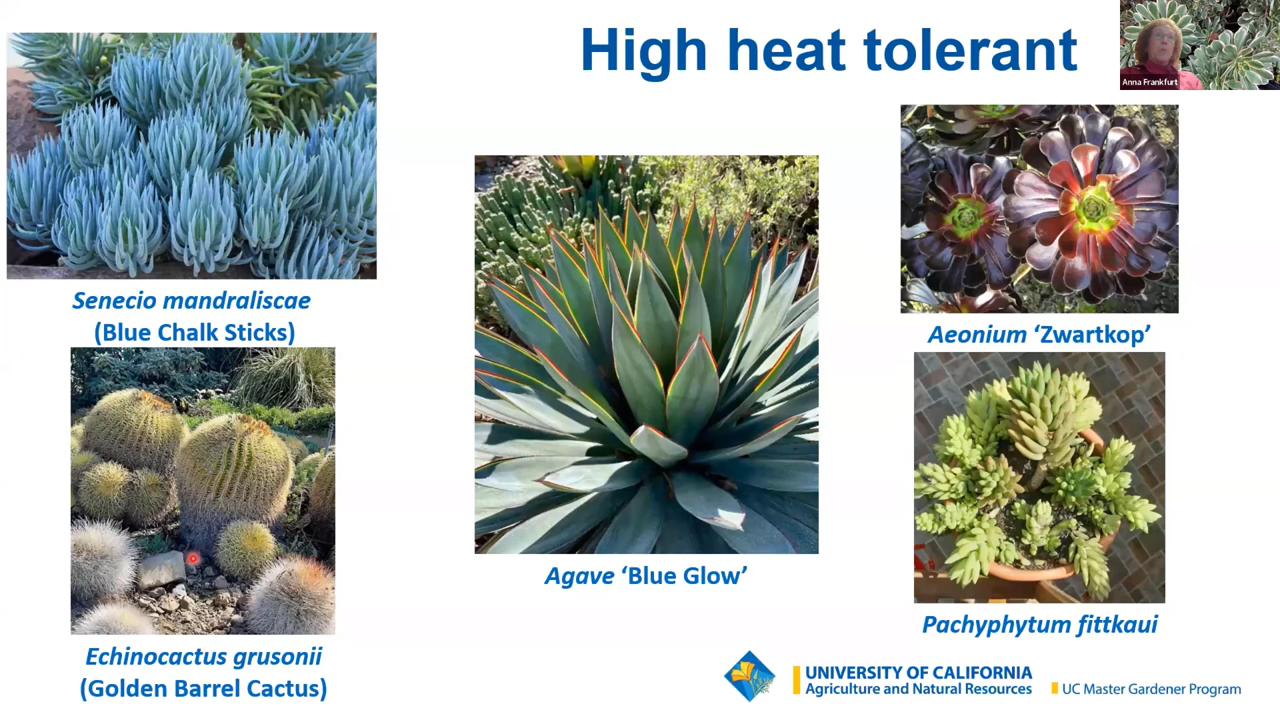 High heat tolerant
Anna Frankfurt
Senecio mandraliscae
(Blue Chalk Sticks)
Echinocactus grusonii
(Golden Barrel Cactus)
Agave ‘Blue Glow’
Aeonium ‘Zwartkop’
Pachyphytum fittkaui
UNIVERSITY OF CALIFORNIA
Agriculture and Natural Resources
UC Master Gardener Program